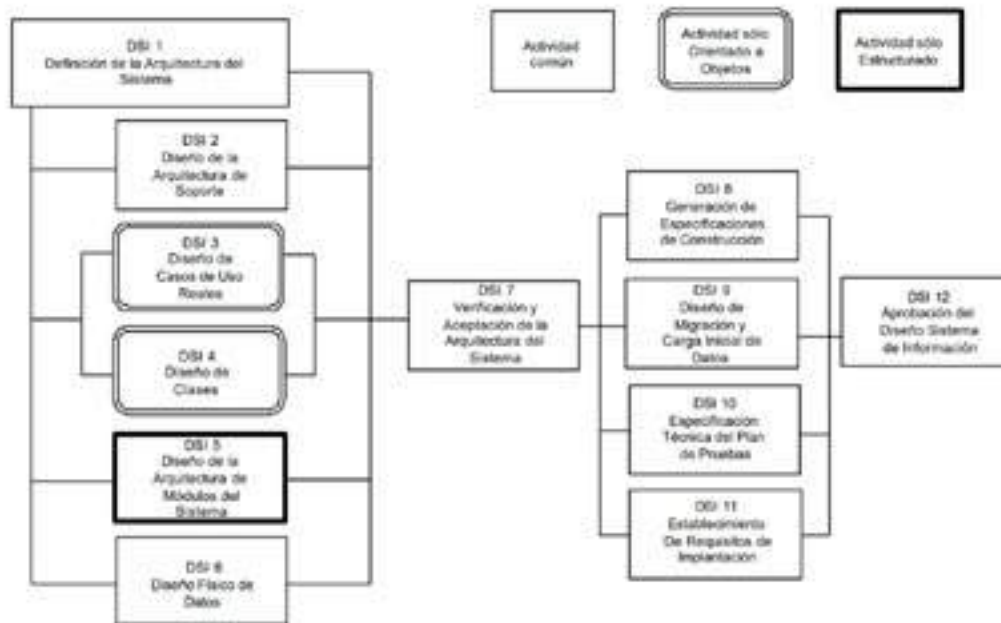 DSI 1
Definición de la Arquitectura del
Sistema
Actividad
común
Actividad sólo
Orientado a
Objetos
Actividad sólo
Estructurado
DSI 2
Diseño de la
Arquitectura de
Soporte
DSI 3
Diseño de
Casos de Uso
Reales
DSI 4
Diseño de
Clases
DSI 5
Diseño de la
Arquitectura de
Módulos del
Sistema
DSI 6
Diseño Físico de
Datos
DSI 7
Verificación y
Aceptación de la
Arquitectura del
Sistema
DSI 8
Generación de
Especificaciones
de Construcción
DSI 9
Diseño de
Migración y
Carga Inicial de
Datos
DSI 10
Especificación
Técnica del Plan
de Pruebas
DSI 11
Establecimiento
De Requisitos de
Implantación
DSI 12
Aprobación del
Diseño Sistema
de Información